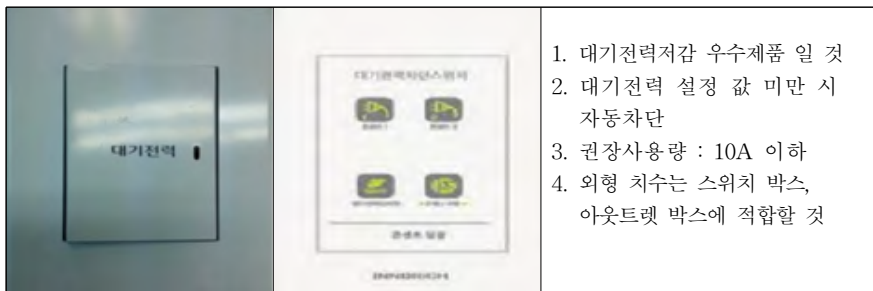 대기전력
대기전력차단스위치
1. 대기전력저감 우수제품 일 것
2. 대기전력 설정 값 미만 시
자동차단
3. 권장사용량 : 10A 이하
4. 외형 치수는 스위치 박스,
아웃트렛 박스에 적합할 것